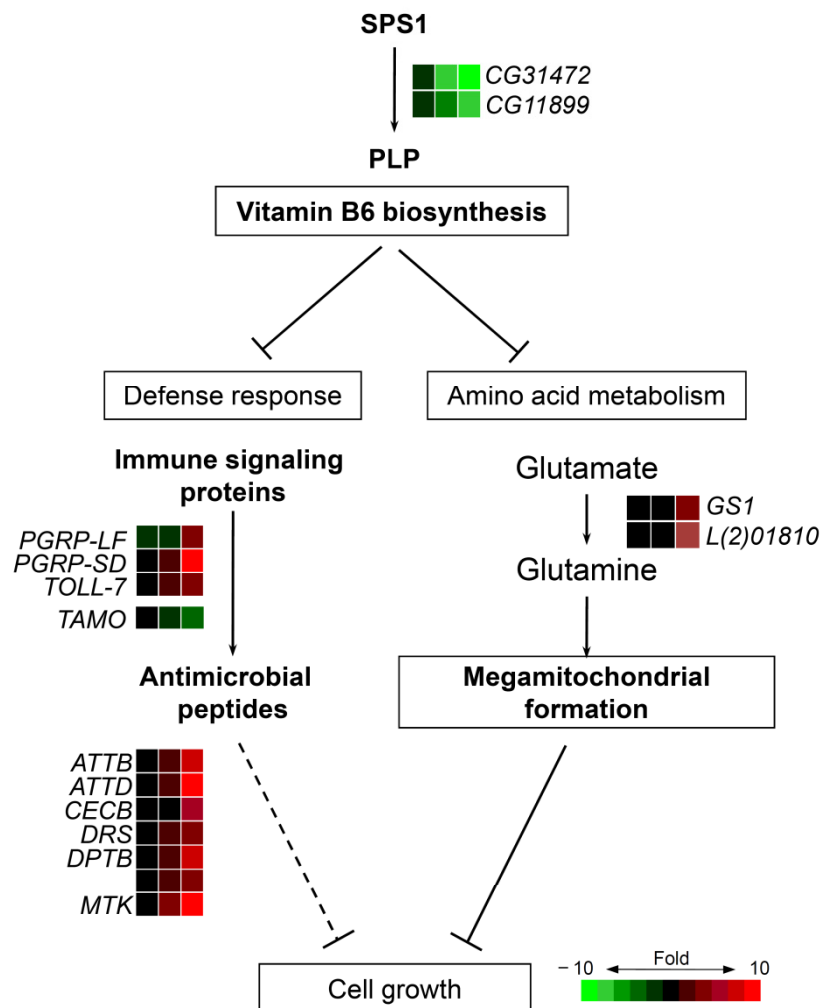 SPS1
CG31472
CG11899
PLP
Vitamin B6 biosynthesis
Defense response
Amino acid metabolism
Immune signaling
proteins
PGRP-LF
PGRP-SD
TOLL-7
TAMO
Glutamate
GS1
L(2)01810
Glutamine
Antimicrobial
peptides
Megamitochondrial
formation
ATTB
ATTD
CECB
DRS
DPTB
MTK
Cell growth
– 10 Fold 10